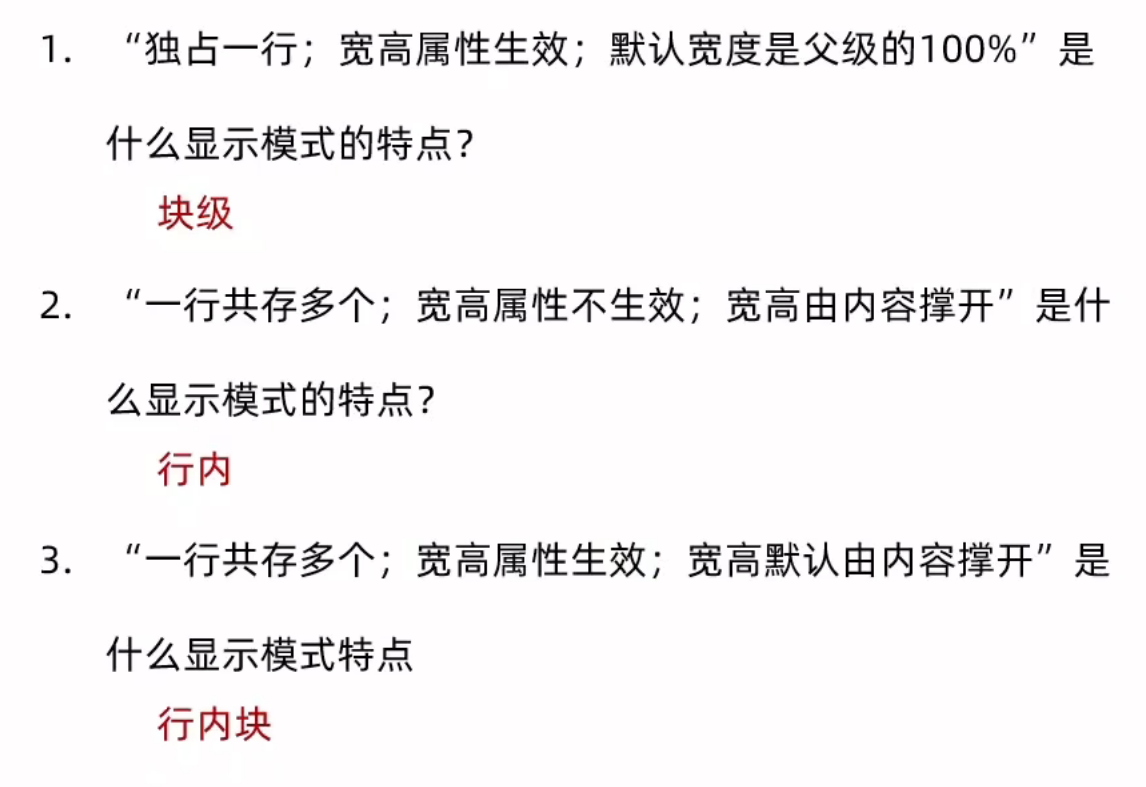 1. “独占一行；宽高属性生效；默认宽度是父级的100%”是
什么显示模式的特点？
块级
2. “一行共存多个；宽高属性不生效；宽高由内容撑开”是什
么显示模式的特点？
行内
3. “一行共存多个；宽高属性生效；宽高默认由内容撑开”是
什么显示模式特点
行内块